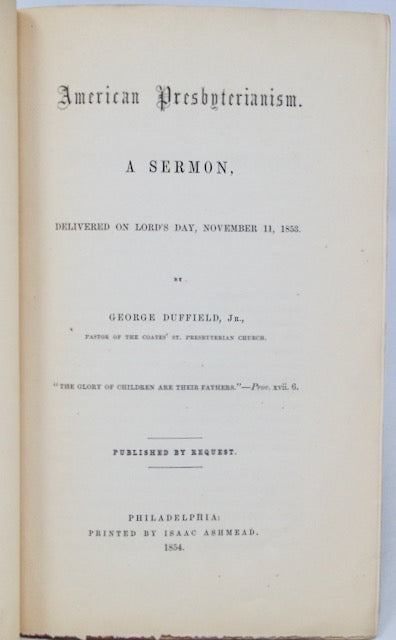 American Presbyterianism.
A SERMON,
DELIVERED ON LORD'S DAY, NOVEMBER 11, 1853.
BY
GEORGE DUFFIELD, JR.,
PASTOR OF THE COATES' ST. PRESBYTERIAN CHURCH.
"THE GLORY OF CHILDREN ARE THEIR FATHERS."—Prov. xvii. 6.
PUBLISHED BY REQUEST.
PHILADELPHIA:
PRINTED BY ISAAC ASHMEAD.
1854.